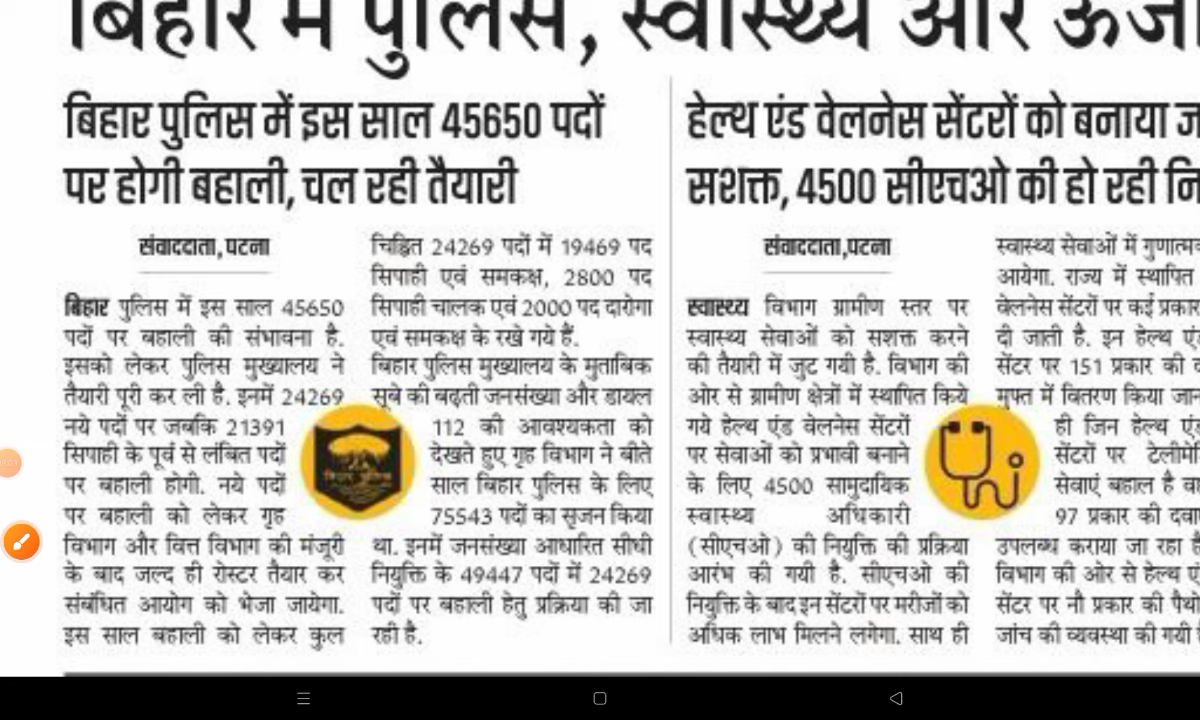 बिहार में पुलिस, स्वास्थ्य और
बिहार पुलिस में इस साल 45650 पदों
पर होगी बहाली, चल रही तैयारी
संवाददाता, पटना
बिहार पुलिस में इस साल 45650
पदों पर बहाली की संभावना है.
इसको लेकर पुलिस मुख्यालय ने
तैयारी पूरी कर ली है. इनमें 24269
नये पदों पर जबकि 21391
सिपाही के पूर्व से लंबित पदों
पर बहाली होगी. नये पदों
पर बहाली को लेकर गृह
विभाग और वित्त विभाग की मंजूरी
के बाद जल्द ही रोस्टर तैयार कर
संबंधित आयोग को भेजा जायेगा.
इस साल बहाली को लेकर कुल
चिह्नित 24269 पदों में 19469 पद
सिपाही एवं समकक्ष, 2800 पद
सिपाही चालक एवं 2000 पद दारोगा
एवं समकक्ष के रखे गये हैं.
बिहार पुलिस मुख्यालय के मुताबिक
सूबे की बढ़ती जनसंख्या और डायल
112 की आवश्यकता को
देखते हुए गृह विभाग ने बीते
साल बिहार पुलिस के लिए
75543 पदों का सृजन किया
था. इनमें जनसंख्या आधारित सीधी
नियुक्ति के 49447 पदों में 24269
पदों पर बहाली हेतु प्रक्रिया की जा
रही है.
हेल्थ एंड वेलनेस सेंटरों को बनाया
सशक्त, 4500 सीएचओ की हो रही
संवाददाता,पटना
स्वास्थ्य विभाग ग्रामीण स्तर पर
स्वास्थ्य सेवाओं को सशक्त करने
की तैयारी में जुट गयी है. विभाग की
ओर से ग्रामीण क्षेत्रों में स्थापित किये
गये हेल्थ एंड वेलनेस सेंटरों
पर सेवाओं को प्रभावी बनाने
के लिए 4500 सामुदायिक
स्वास्थ्य अधिकारी
(सीएचओ) की नियुक्ति की प्रक्रिया
आरंभ की गयी है. सीएचओ की
नियुक्ति के बाद इन सेंटरों पर मरीजों को
अधिक लाभ मिलने लगेगा. साथ ही
स्वास्थ्य सेवाओं में
आयेगा. राज्य में स्थापित
वेलनेस सेंटरों पर कई
दी जाती है. इन हेल्थ
सेंटर पर 151 प्रकार की
मुफ्त में वितरण किया
ही जिन हेल्थ
सेंटरों पर
सेवाएं बहाल है
97 प्रकार की
उपलब्ध कराया जा रहा
विभाग की ओर से हेल्थ
सेंटर पर नौ प्रकार की
जांच की व्यवस्था की गयी